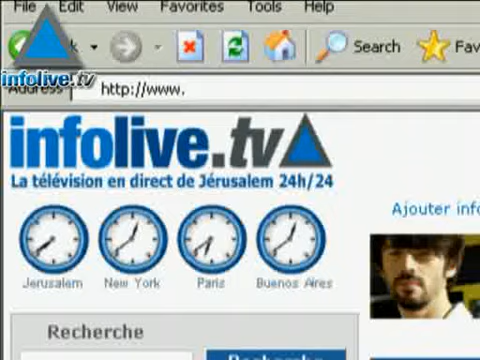 File Edit View Favorites Tools Help
Search Fav
infolive.tv
Address http://www.
infolive.tv
La télévision en direct de Jérusalem 24h/24
Ajouter info
Jerusalem New York Paris Buenos Aires
Recherche
Recherche